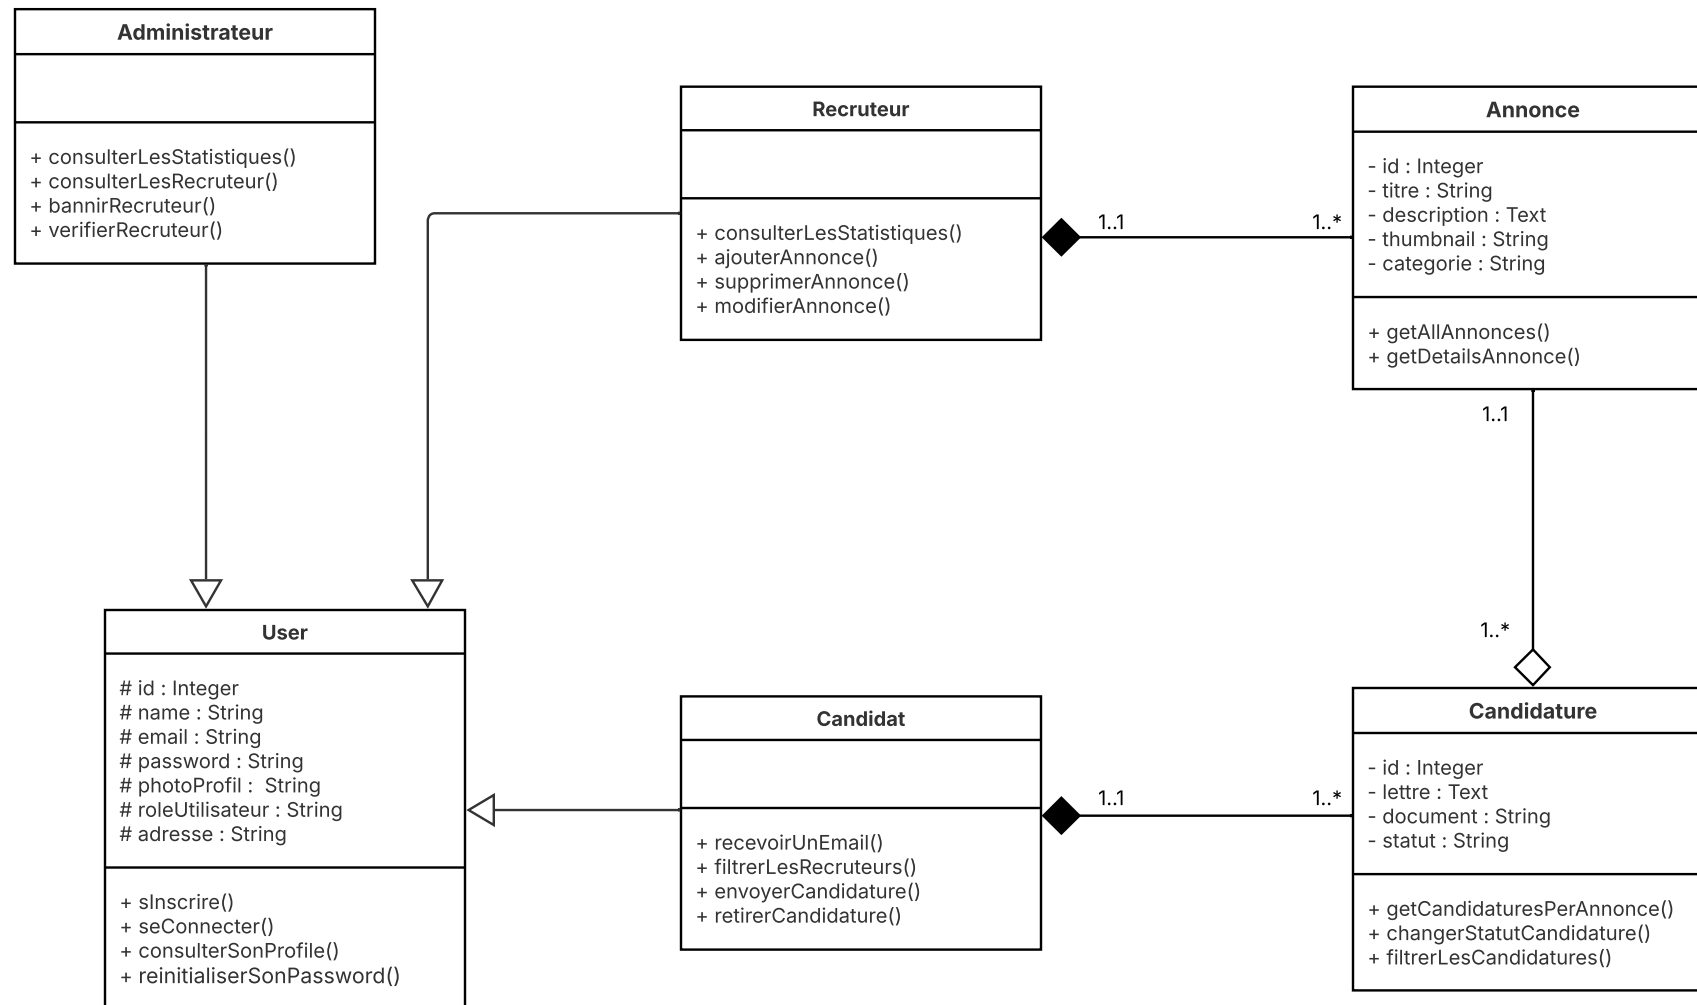 Administrateur
+ consulterLesStatistiques()
+ consulterLesRecruteur()
+ bannirRecruteur()
+ verifierRecruteur()
Recruteur
+ consulterLesStatistiques()
+ ajouterAnnonce()
+ supprimerAnnonce()
+ modifierAnnonce()
1..1
1..*
Annonce
- id : Integer
- titre : String
- description : Text
- thumbnail : String
- categorie : String
+ getAllAnnonces()
+ getDetailsAnnonce()
1..1
1..*
User
# id : Integer
# name : String
# email : String
# password : String
# photoProfil :  String
# roleUtilisateur : String
# adresse : String
+ sInscrire()
+ seConnecter()
+ consulterSonProfile()
+ reinitialiserSonPassword()
Candidat
+ recevoirUnEmail()
+ filtrerLesRecruteurs()
+ envoyerCandidature()
+ retirerCandidature()
1..1
1..*
Candidature
- id : Integer
- lettre : Text
- document : String
- statut : String
+ getCandidaturesPerAnnonce()
+ changerStatutCandidature()
+ filtrerLesCandidatures()